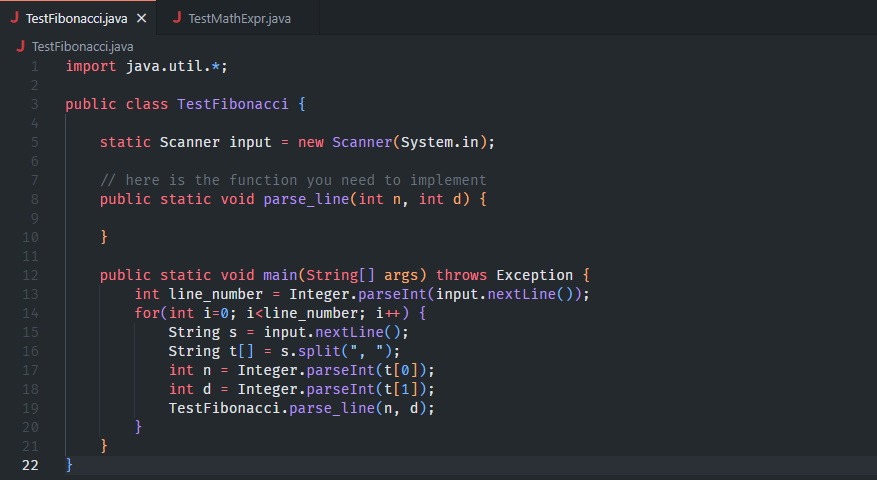 TestFibonacci.java TestMathExpr.java
TestFibonacci.java
1 import java.util.*;
2
3 public class TestFibonacci {
4
5 static Scanner input = new Scanner(System.in);
6
7 // here is the function you need to implement
8 public static void parse_line(int n, int d) {
9
10 }
11
12 public static void main(String[] args) throws Exception {
13 int line_number = Integer.parseInt(input.nextLine());
14 for(int i=0; i<line_number; i++) {
15 String s = input.nextLine();
16 String t[] = s.split(", ");
17 int n = Integer.parseInt(t[0]);
18 int d = Integer.parseInt(t[1]);
19 TestFibonacci.parse_line(n, d);
20 }
21 }
22 }